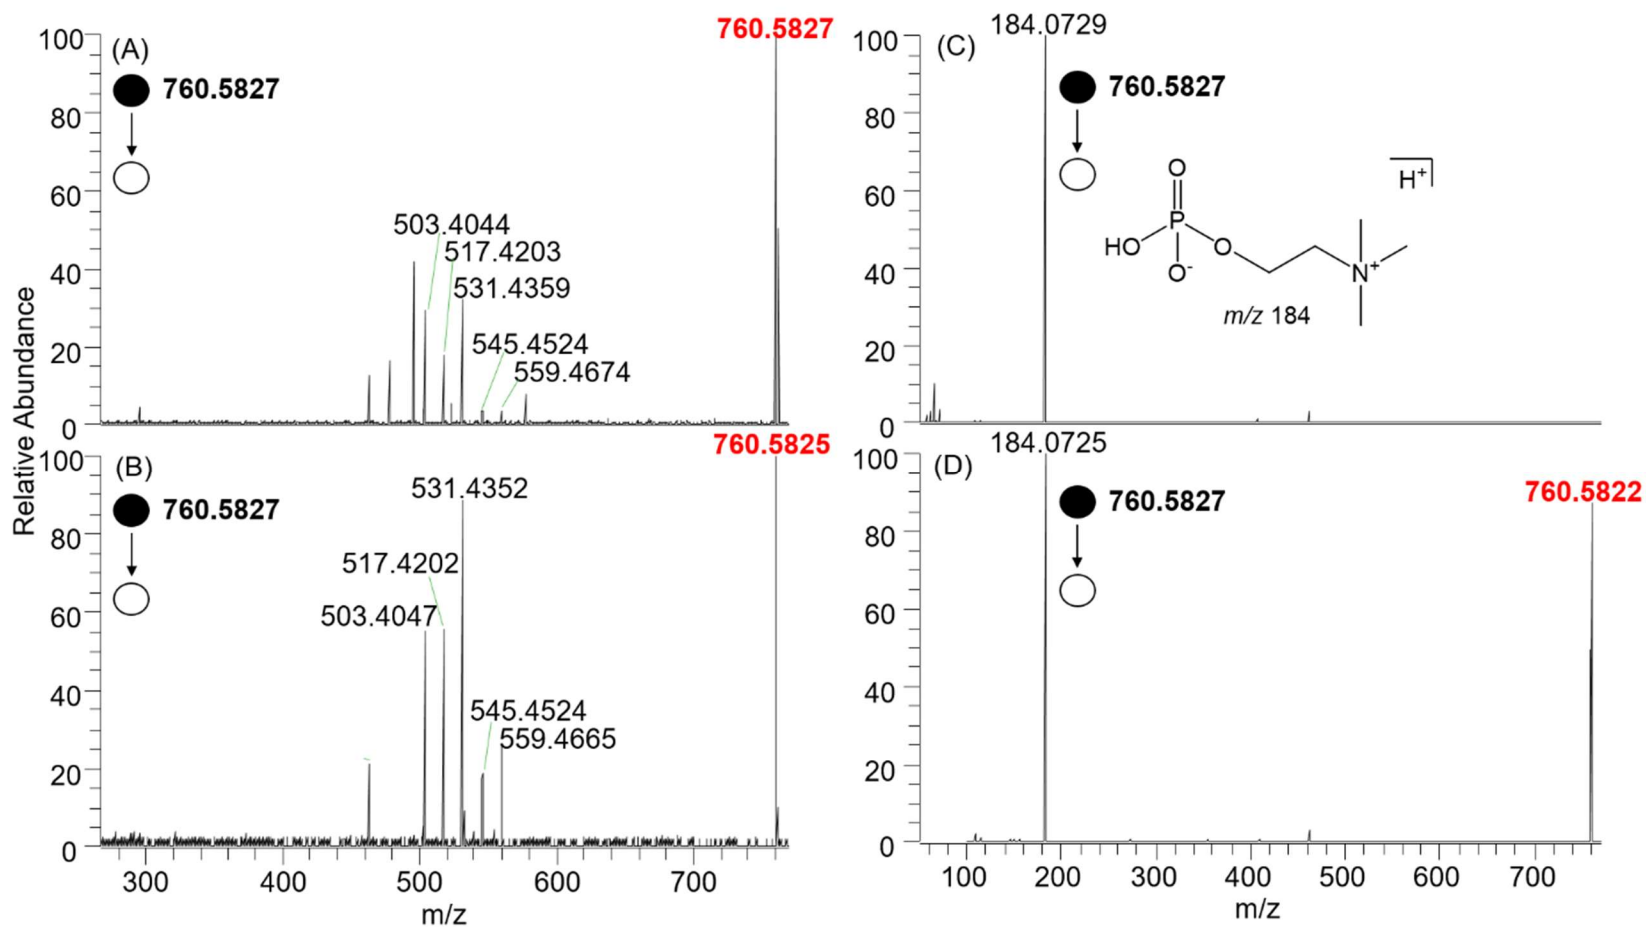 Relative Abundance
(A)
760.5827
760.5827
503.4044
517.4203
531.4359
545.4524
559.4674
100
80
60
40
20
0
(B)
760.5827
760.5825
531.4352
517.4202
503.4047
545.4524
559.4665
100
80
60
40
20
0
300 400 500 600 700
m/z
(C)
184.0729
760.5827
O
P
HO
O
O-
N+
H+
m/z 184
100
80
60
40
20
0
(D)
184.0725
760.5827
760.5822
100
80
60
40
20
0
100 200 300 400 500 600 700
m/z